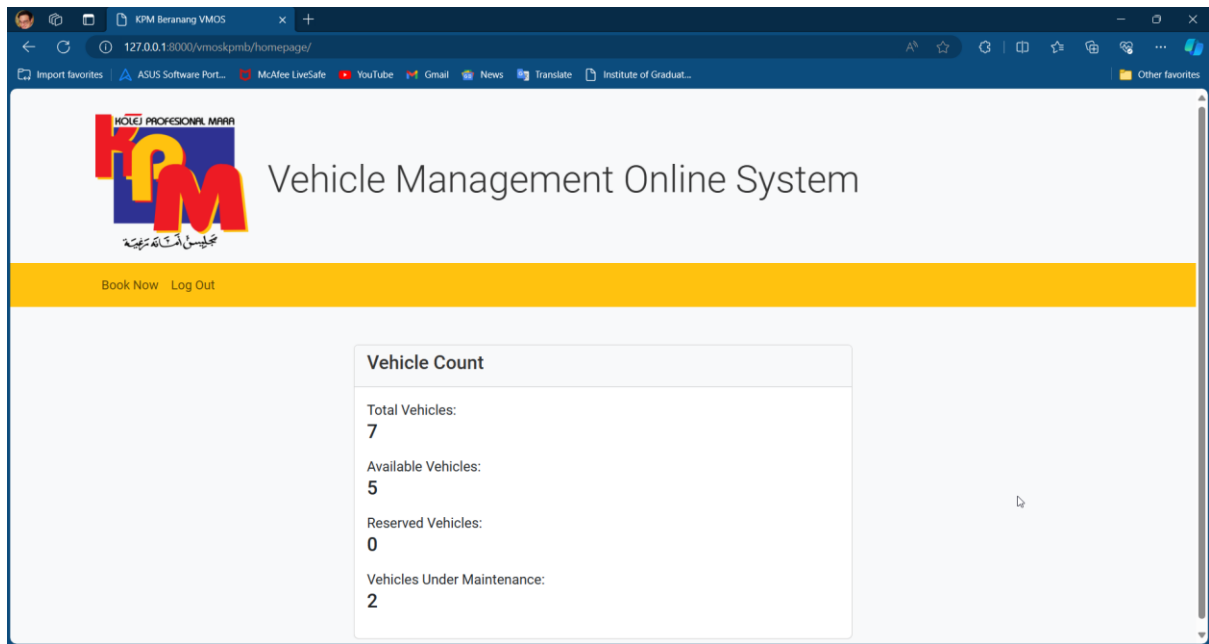 KPM Beranang VMOS
127.0.0.1:8000/vmoskpmb/homepage/
Import favorites
ASUS Software Port...
McAfee LiveSafe
YouTube
Gmail
News
Translate
Institute of Graduat...
Other favorites
KOLEJ PROFESIONAL MARA
KPM
Vehicle Management Online System
Book Now Log Out
Vehicle Count
Total Vehicles:
7
Available Vehicles:
5
Reserved Vehicles:
0
Vehicles Under Maintenance:
2